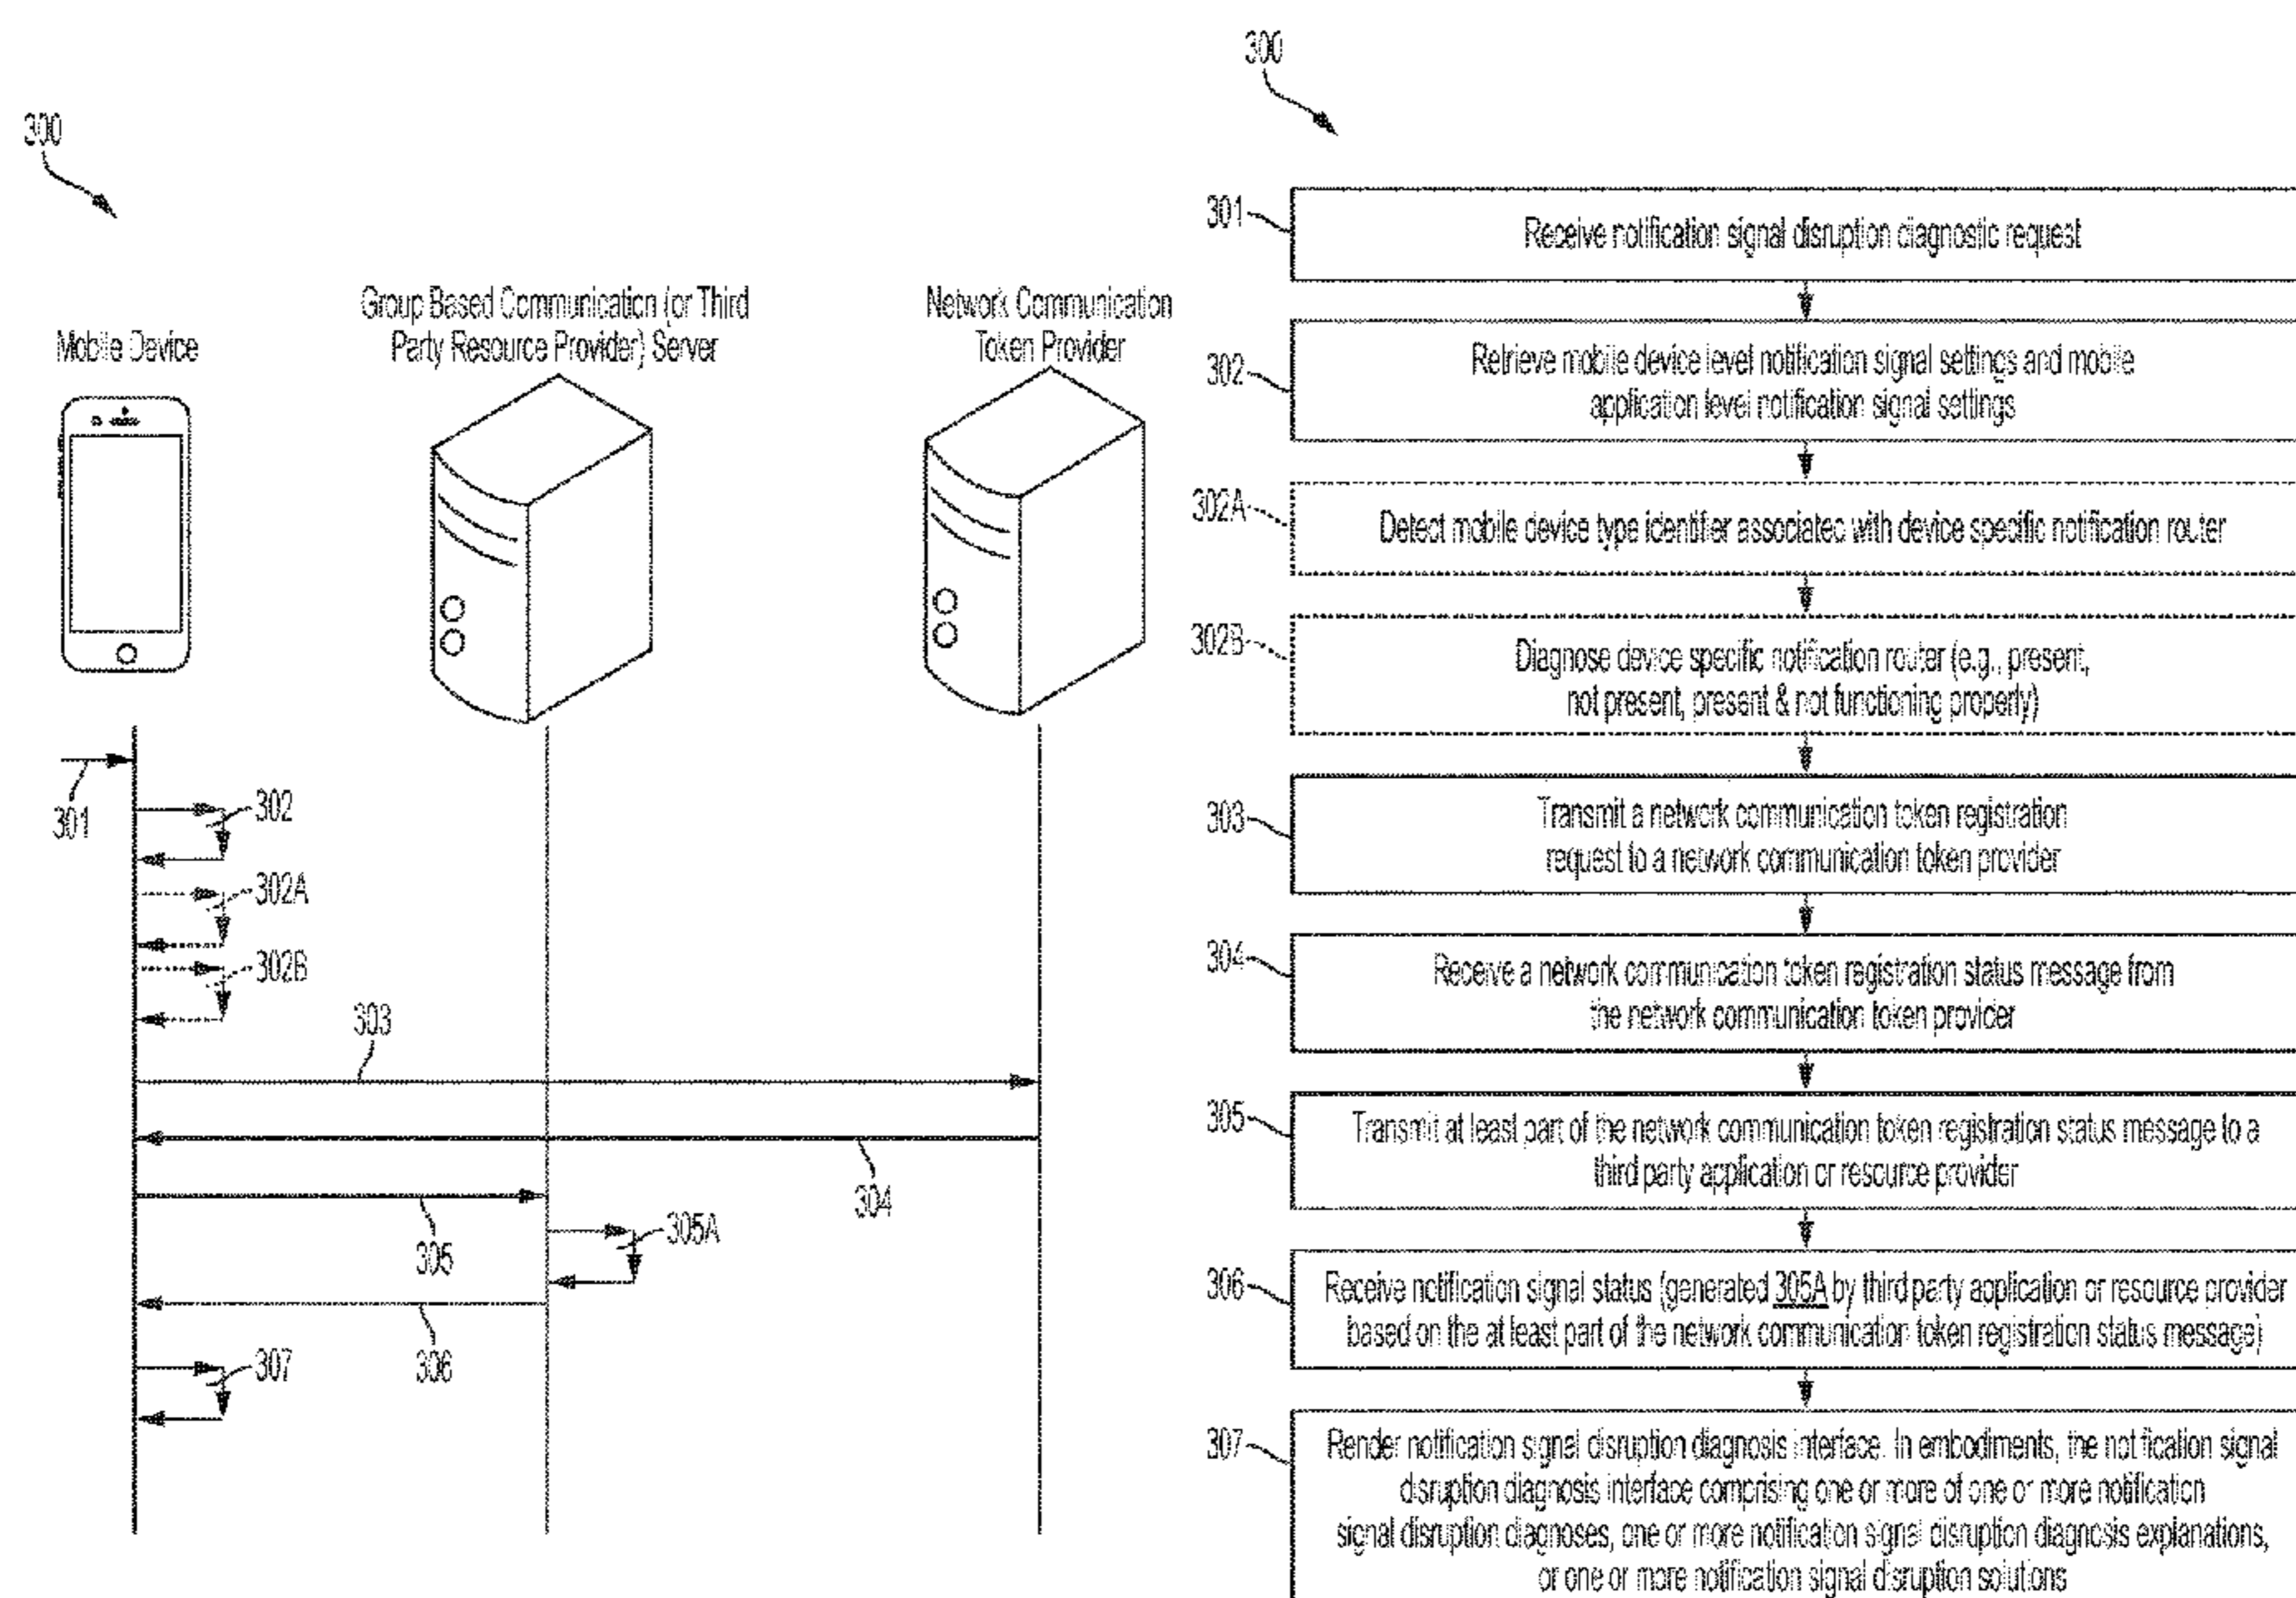 300
Mobile Device
Group Based Communication (or Third
Party Resource Provider) Server
Network Communication
Token Provider
301
302
302A
302B
303
304
305
305A
306
307
300
301
Receive notification signal disruption diagnostic request
302
Retrieve mobile device level notification signal settings and mobile
application level notification signal settings
302A
Detect mobile device type identifier associated with device specific notification router
302B
Diagnose device specific notification router (e.g., present,
not present, present & not functioning properly)
303
Transmit a network communication token registration
request to a network communication token provider
304
Receive a network communication token registration status message from
the network communication token provider
305
Transmit at least part of the network communication token registration status message to a
third party application or resource provider
306
Receive notification signal status (generated 305A by third party application or resource provider
based on the at least part of the network communication token registration status message)
307
Render notification signal disruption diagnosis interface. In embodiments, the notification signal
disruption diagnosis interface comprising one or more of one or more notification
signal disruption diagnoses, one or more notification signal disruption diagnosis explanations,
or one or more notification signal disruption solutions